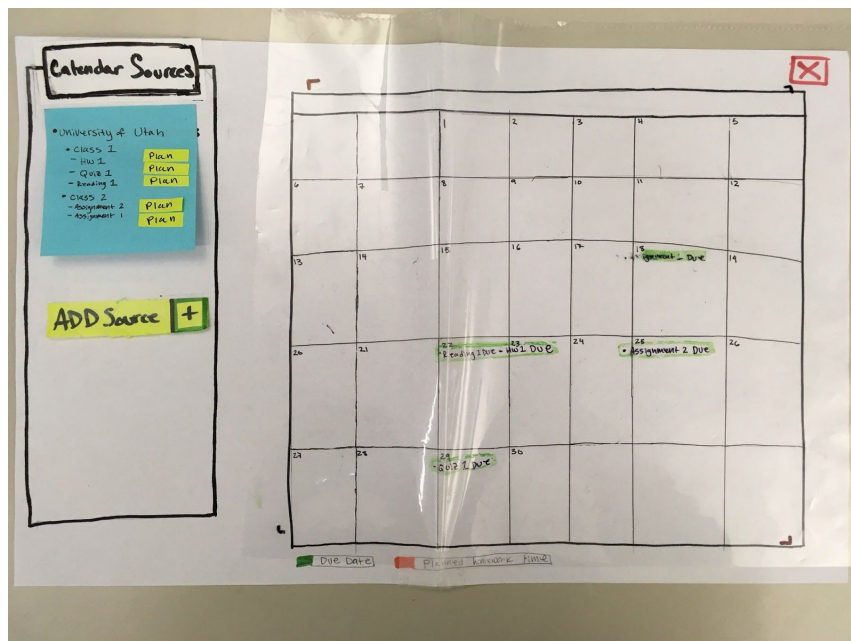 Calendar Sources
X
• University of Utah
• Class 1
- HW 1 Plan
- Quiz 1 Plan
- Reading 1 Plan
• Class 2
- Assignment 2 Plan
- Assignment 1 Plan
ADD Source +
1 2 3 4 5
6 7 8 9 10 11 12
13 14 15 16 17 18 19
ignment - Due
20 21 22 23 24 25 26
• Reading 1 Due - HW 1 Due • Assignment 2 Due
27 28 29 30
- Quiz 1 Due
Due Date Planned homework time